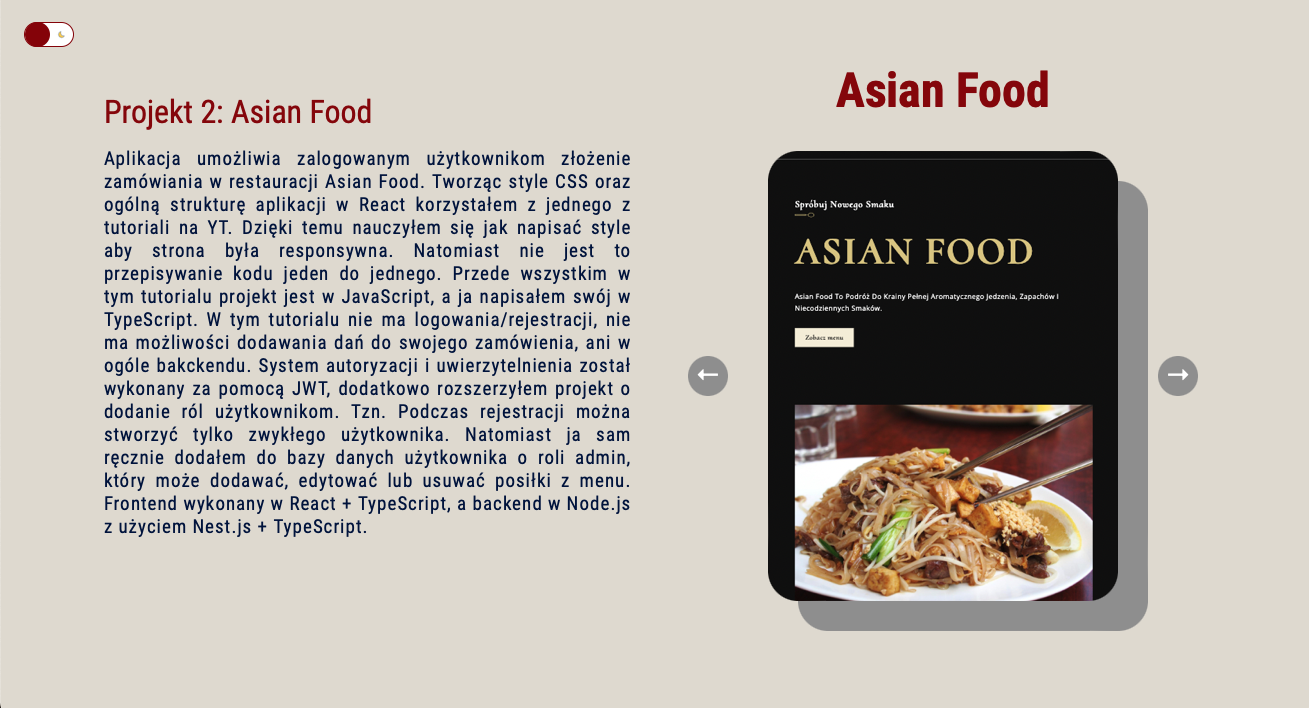 Projekt 2: Asian Food
Aplikacja umożliwia zalogowanym użytkownikom złożenie
zamówiania w restauracji Asian Food. Tworząc style CSS oraz
ogólną strukturę aplikacji w React korzystałem z jednego z
tutoriali na YT. Dzięki temu nauczyłem się jak napisać style
aby strona była responsywna. Natomiast nie jest to
przepisywanie kodu jeden do jednego. Przede wszystkim w
tym tutorialu projekt jest w JavaScript, a ja napisałem swój w
TypeScript. W tym tutorialu nie ma logowania/rejestracji, nie
ma możliwości dodawania dań do swojego zamówienia, ani w
ogóle bakckendu. System autoryzacji i uwierzytelnienia został
wykonany za pomocą JWT, dodatkowo rozszerzyłem projekt o
dodanie ról użytkownikom. Tzn. Podczas rejestracji można
stworzyć tylko zwykłego użytkownika. Natomiast ja sam
ręcznie dodałem do bazy danych użytkownika o roli admin,
który może dodawać, edytować lub usuwać posiłki z menu.
Frontend wykonany w React + TypeScript, a backend w Node.js
z użyciem Nest.js + TypeScript.
Asian Food
Spróbuj Nowego Smaku
ASIAN FOOD
Asian Food To Podróż Do Krainy Pełnej Aromatycznego Jedzenia, Zapachów I
Niecodziennych Smaków.
Zobacz menu